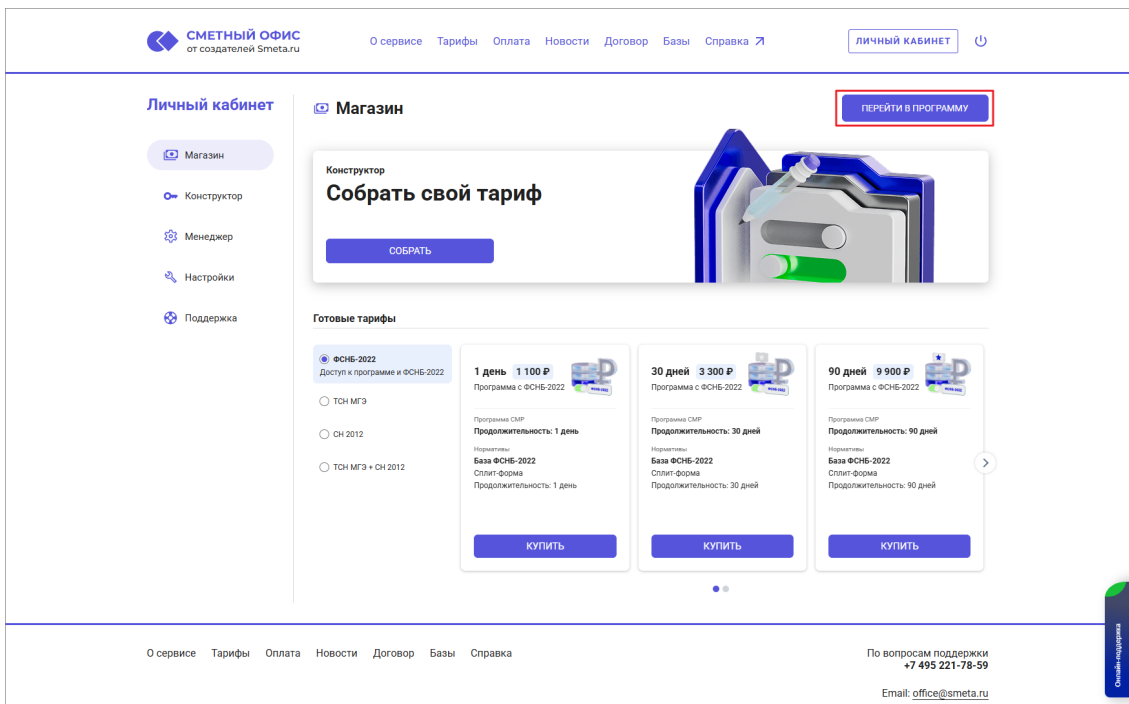 СМЕТНЫЙ ОФИС
от создателей Smeta.ru
О сервисе Тарифы Оплата Новости Договор Базы Справка
ЛИЧНЫЙ КАБИНЕТ
Личный кабинет
Магазин
Конструктор
Менеджер
Настройки
Поддержка
Магазин
ПЕРЕЙТИ В ПРОГРАММУ
Конструктор
Собрать свой тариф
СОБРАТЬ
Готовые тарифы
ФСНБ-2022
Доступ к программе и ФСНБ-2022
ТСН МГЭ
СН 2012
ТСН МГЭ + СН 2012
1 день 1 100 ₽
Программа с ФСНБ-2022
Программа СМР
Продолжительность: 1 день
Нормативы
База ФСНБ-2022
Сплит-форма
Продолжительность: 1 день
КУПИТЬ
30 дней 3 300 ₽
Программа с ФСНБ-2022
Программа СМР
Продолжительность: 30 дней
Нормативы
База ФСНБ-2022
Сплит-форма
Продолжительность: 30 дней
КУПИТЬ
90 дней 9 900 ₽
Программа с ФСНБ-2022
Программа СМР
Продолжительность: 90 дней
Нормативы
База ФСНБ-2022
Сплит-форма
Продолжительность: 90 дней
КУПИТЬ
Онлайн-поддержка
О сервисе Тарифы Оплата Новости Договор Базы Справка
По вопросам поддержки
+7 495 221-78-59
Email: office@smeta.ru